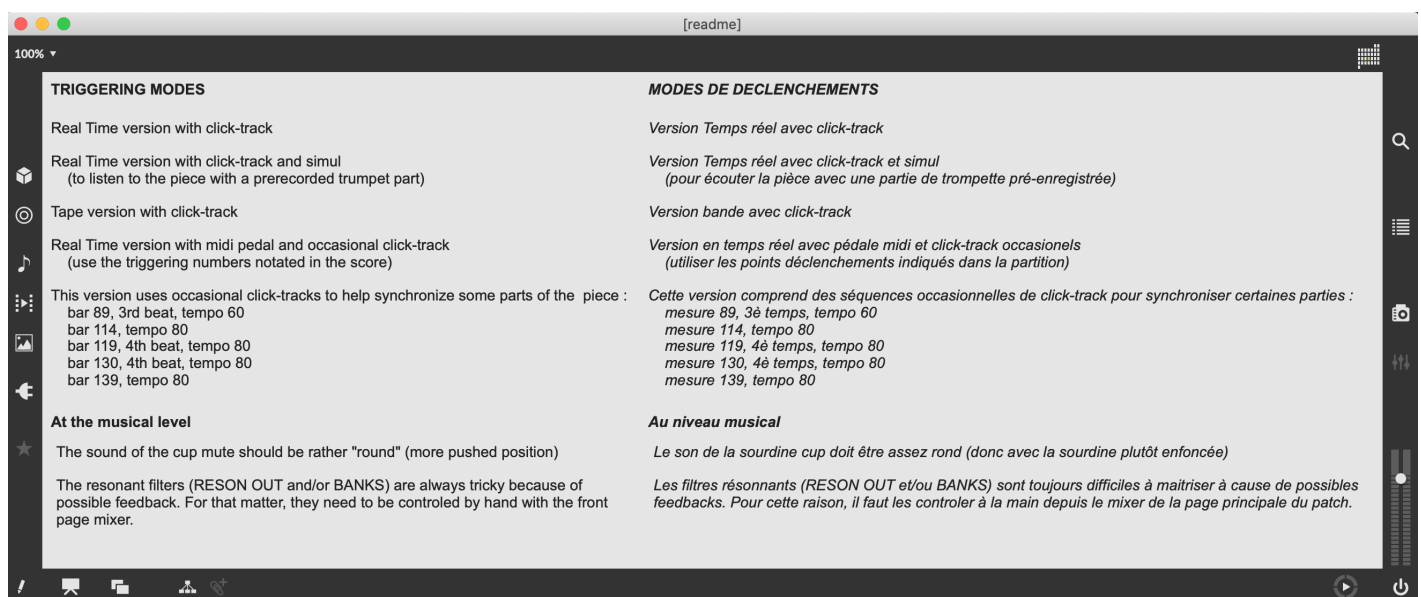 [readme]
100%
TRIGGERING MODES
Real Time version with click-track
Real Time version with click-track and simul
(to listen to the piece with a prerecorded trumpet part)
Tape version with click-track
Real Time version with midi pedal and occasional click-track
(use the triggering numbers notated in the score)
This version uses occasional click-tracks to help synchronize some parts of the  piece :
bar 89, 3rd beat, tempo 60
bar 114, tempo 80
bar 119, 4th beat, tempo 80
bar 130, 4th beat, tempo 80
bar 139, tempo 80
At the musical level
The sound of the cup mute should be rather "round" (more pushed position)
The resonant filters (RESON OUT and/or BANKS) are always tricky because of
possible feedback. For that matter, they need to be controled by hand with the front
page mixer.
MODES DE DECLENCHEMENTS
Version Temps réel avec click-track
Version Temps réel avec click-track et simul
(pour écouter la pièce avec une partie de trompette pré-enregistrée)
Version bande avec click-track
Version en temps réel avec pédale midi et click-track occasionels
(utiliser les points déclenchements indiqués dans la partition)
Cette version comprend des séquences occasionnelles de click-track pour synchroniser certaines parties :
mesure 89, 3è temps, tempo 60
mesure 114, tempo 80
mesure 119, 4è temps, tempo 80
mesure 130, 4è temps, tempo 80
mesure 139, tempo 80
Au niveau musical
Le son de la sourdine cup doit être assez rond (donc avec la sourdine plutôt enfoncée)
Les filtres résonnants (RESON OUT et/ou BANKS) sont toujours difficiles à maitriser à cause de possibles
feedbacks. Pour cette raison, il faut les controler à la main depuis le mixer de la page principale du patch.